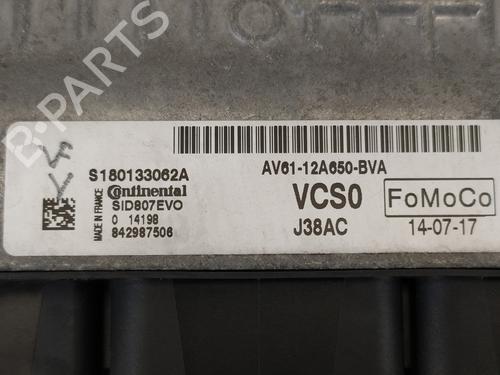 B-PARTS
S180133062A
MADE IN FRANCE
Continental
SID807EVO
0 14198
842987506
AV61-12A650-BVA
VCS0
FoMoCo
J38AC
14-07-17